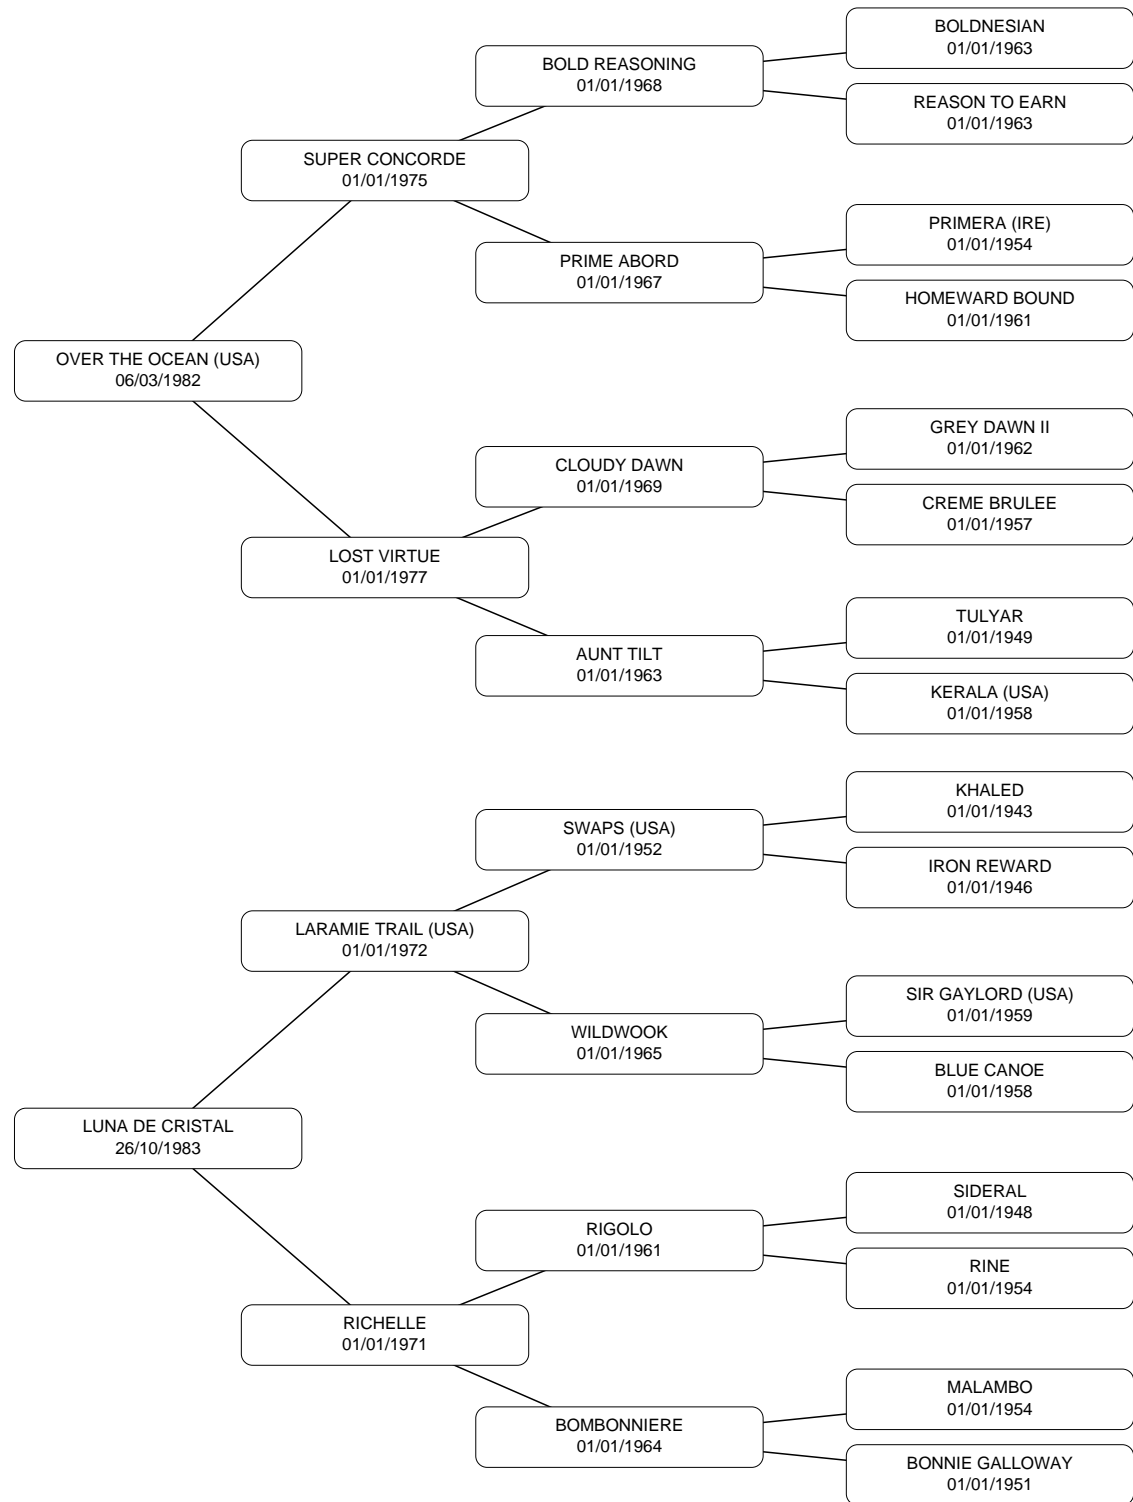 BOLDNESIAN
01/01/1963
BOLD REASONING
01/01/1968
REASON TO EARN
01/01/1963
SUPER CONCORDE
01/01/1975
PRIMERA (IRE)
01/01/1954
PRIME ABORD
01/01/1967
HOMEWARD BOUND
01/01/1961
OVER THE OCEAN (USA)
06/03/1982
GREY DAWN II
01/01/1962
CLOUDY DAWN
01/01/1969
CREME BRULEE
01/01/1957
LOST VIRTUE
01/01/1977
TULYAR
01/01/1949
AUNT TILT
01/01/1963
KERALA (USA)
01/01/1958
KHALED
01/01/1943
SWAPS (USA)
01/01/1952
IRON REWARD
01/01/1946
LARAMIE TRAIL (USA)
01/01/1972
SIR GAYLORD (USA)
01/01/1959
WILDWOOK
01/01/1965
BLUE CANOE
01/01/1958
LUNA DE CRISTAL
26/10/1983
SIDERAL
01/01/1948
RIGOLO
01/01/1961
RINE
01/01/1954
RICHELLE
01/01/1971
MALAMBO
01/01/1954
BOMBONNIERE
01/01/1964
BONNIE GALLOWAY
01/01/1951